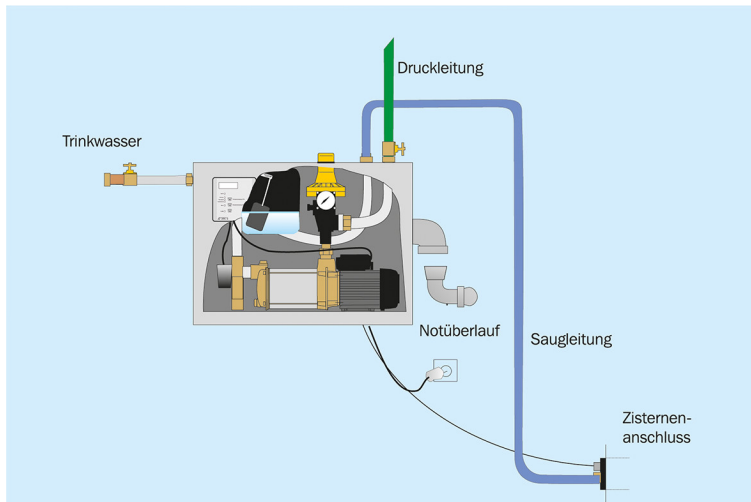 Druckleitung
Trinkwasser
Notüberlauf
Saugleitung
Zisternen-
anschluss